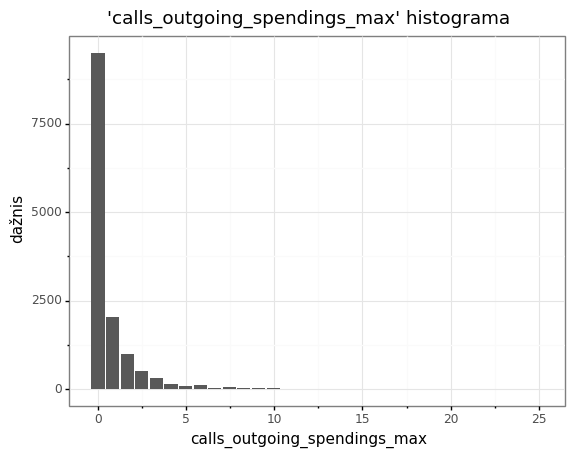 'calls_outgoing_spendings_max' histograma
7500
5000
2500
0
dažnis
0 5 10 15 20 25
calls_outgoing_spendings_max